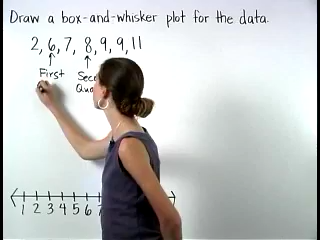 Draw a box-and-whisker plot for the data.
2, 6, 7, 8, 9, 9, 11
First
1 2 3 4 5 6 7